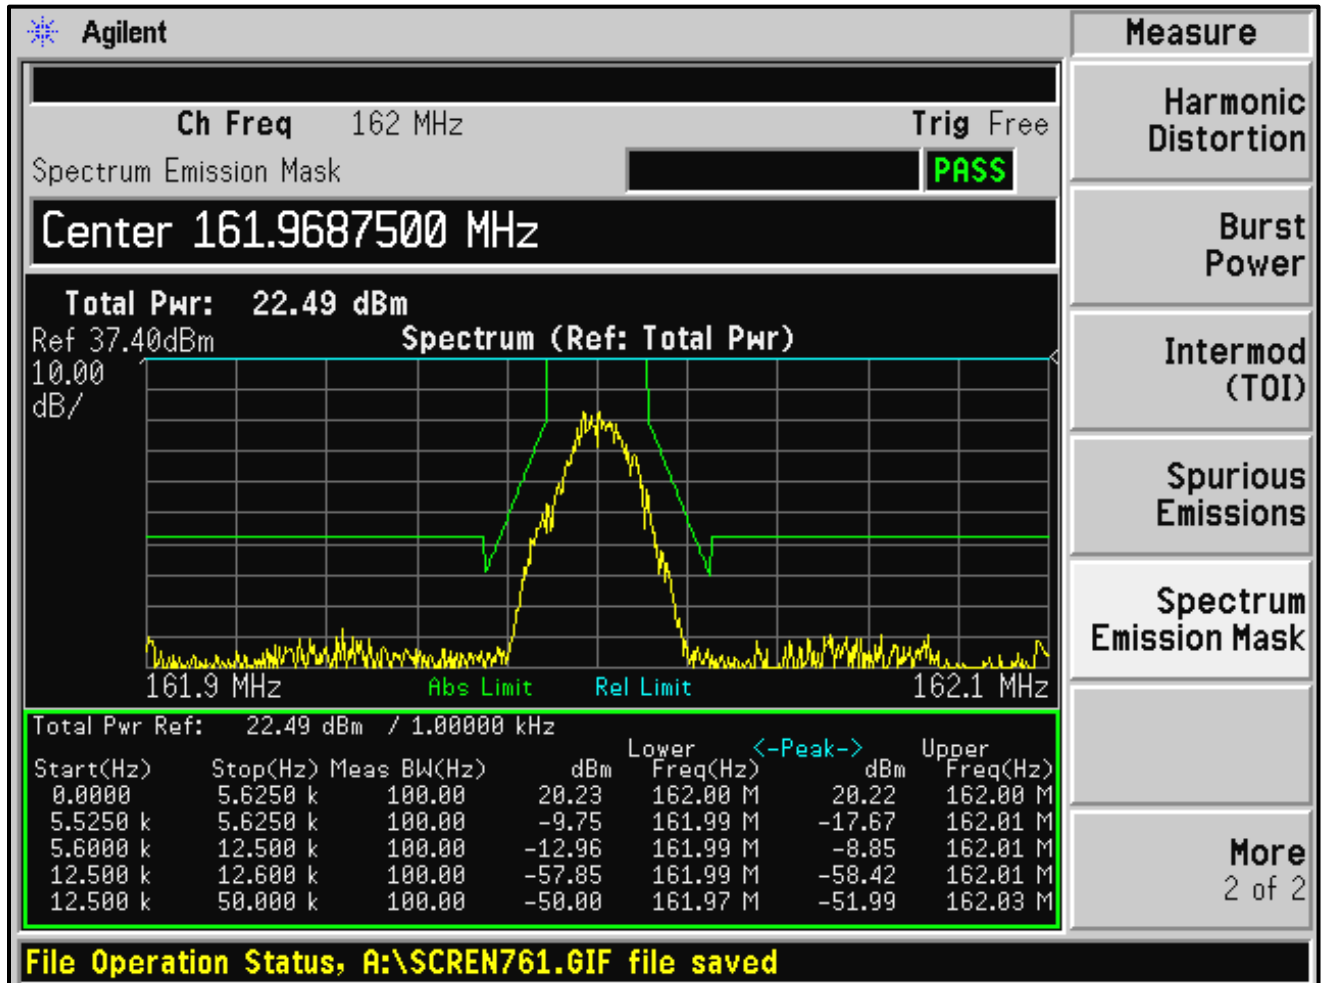 Agilent
Measure
Ch Freq 162 MHz Trig Free
Spectrum Emission Mask PASS
Center 161.9687500 MHz
Total Pwr: 22.49 dBm
Ref 37.40dBm Spectrum (Ref: Total Pwr)
10.00
dB/
161.9 MHz Abs Limit Rel Limit 162.1 MHz
Total Pwr Ref: 22.49 dBm / 1.00000 kHz
Lower <-Peak-> Upper
Start(Hz) Stop(Hz) Meas BW(Hz) dBm Freq(Hz) dBm Freq(Hz)
0.0000 5.6250 k 100.00 20.23 162.00 M 20.22 162.00 M
5.5250 k 5.6250 k 100.00 -9.75 161.99 M -17.67 162.01 M
5.6000 k 12.500 k 100.00 -12.96 161.99 M -8.85 162.01 M
12.500 k 12.600 k 100.00 -57.85 161.99 M -58.42 162.01 M
12.500 k 50.000 k 100.00 -50.00 161.97 M -51.99 162.03 M
Harmonic
Distortion
Burst
Power
Intermod
(TOI)
Spurious
Emissions
Spectrum
Emission Mask
More
2 of 2
File Operation Status, A:\SCREN761.GIF file saved